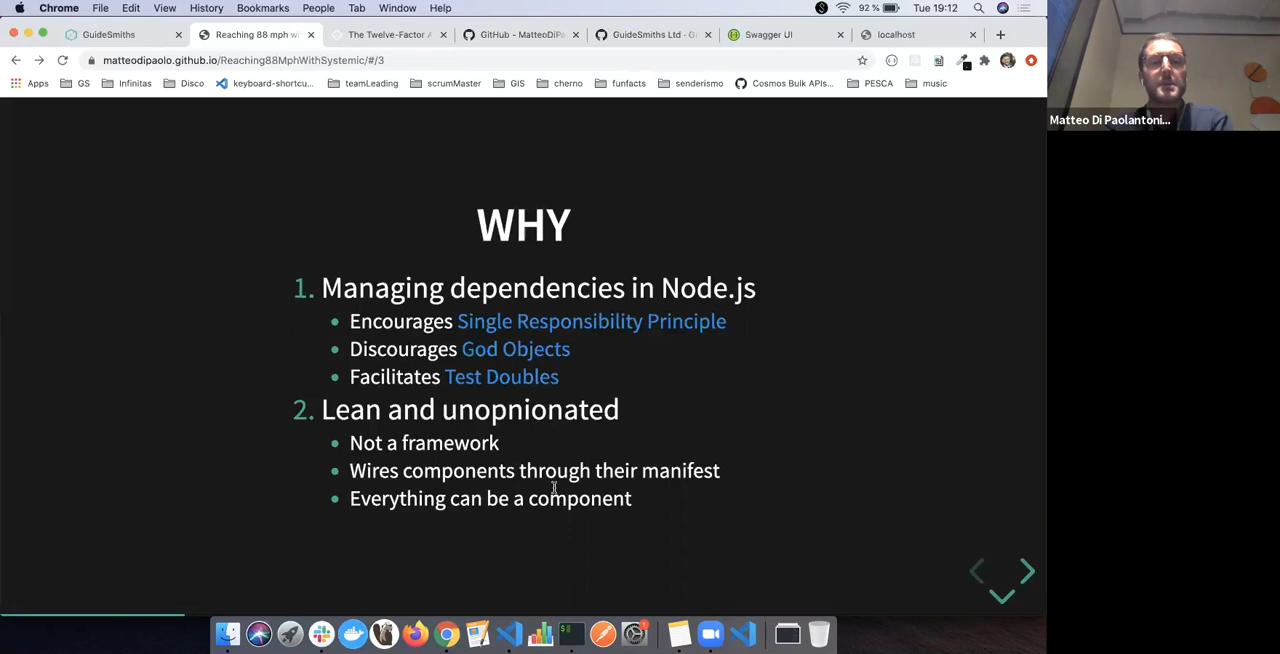 Chrome File Edit View History Bookmarks People Tab Window Help 92 % Tue 19:12
GuideSmiths Reaching 88 mph wi The Twelve-Factor A GitHub - MatteoDiPa GuideSmiths Ltd - G Swagger UI localhost
matteodipaolo.github.io/Reaching88MphWithSystemic/#/3
Apps GS Infinitas Disco keyboard-shortcu... teamLeading scrumMaster GIS cherno funfacts senderismo Cosmos Bulk APIs... PESCA music
Matteo Di Paolantoni...
WHY
1. Managing dependencies in Node.js
Encourages Single Responsibility Principle
Discourages God Objects
Facilitates Test Doubles
2. Lean and unopnionated
Not a framework
Wires components through their manifest
Everything can be a component